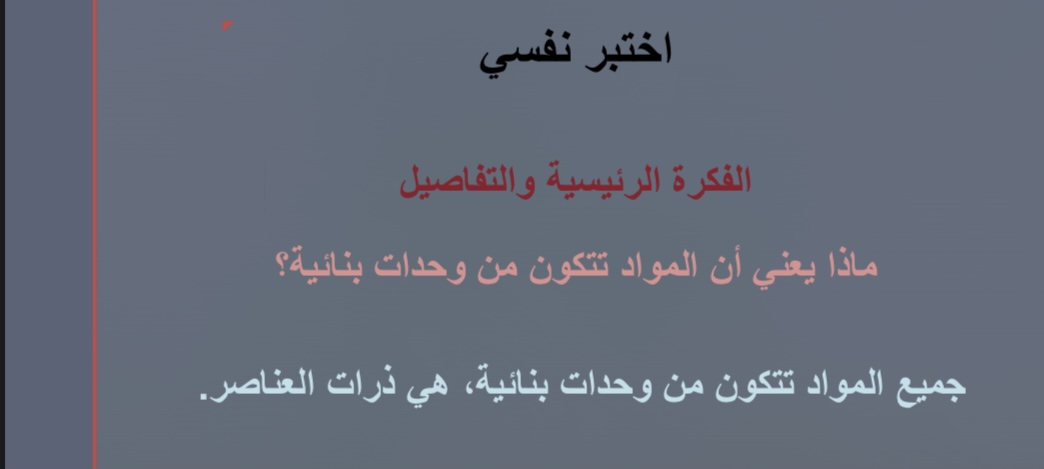 اختبر نفسي
الفكرة الرئيسية والتفاصيل
ماذا يعني أن المواد تتكون من وحدات بنائية؟
جميع المواد تتكون من وحدات بنائية، هي ذرات العناصر.